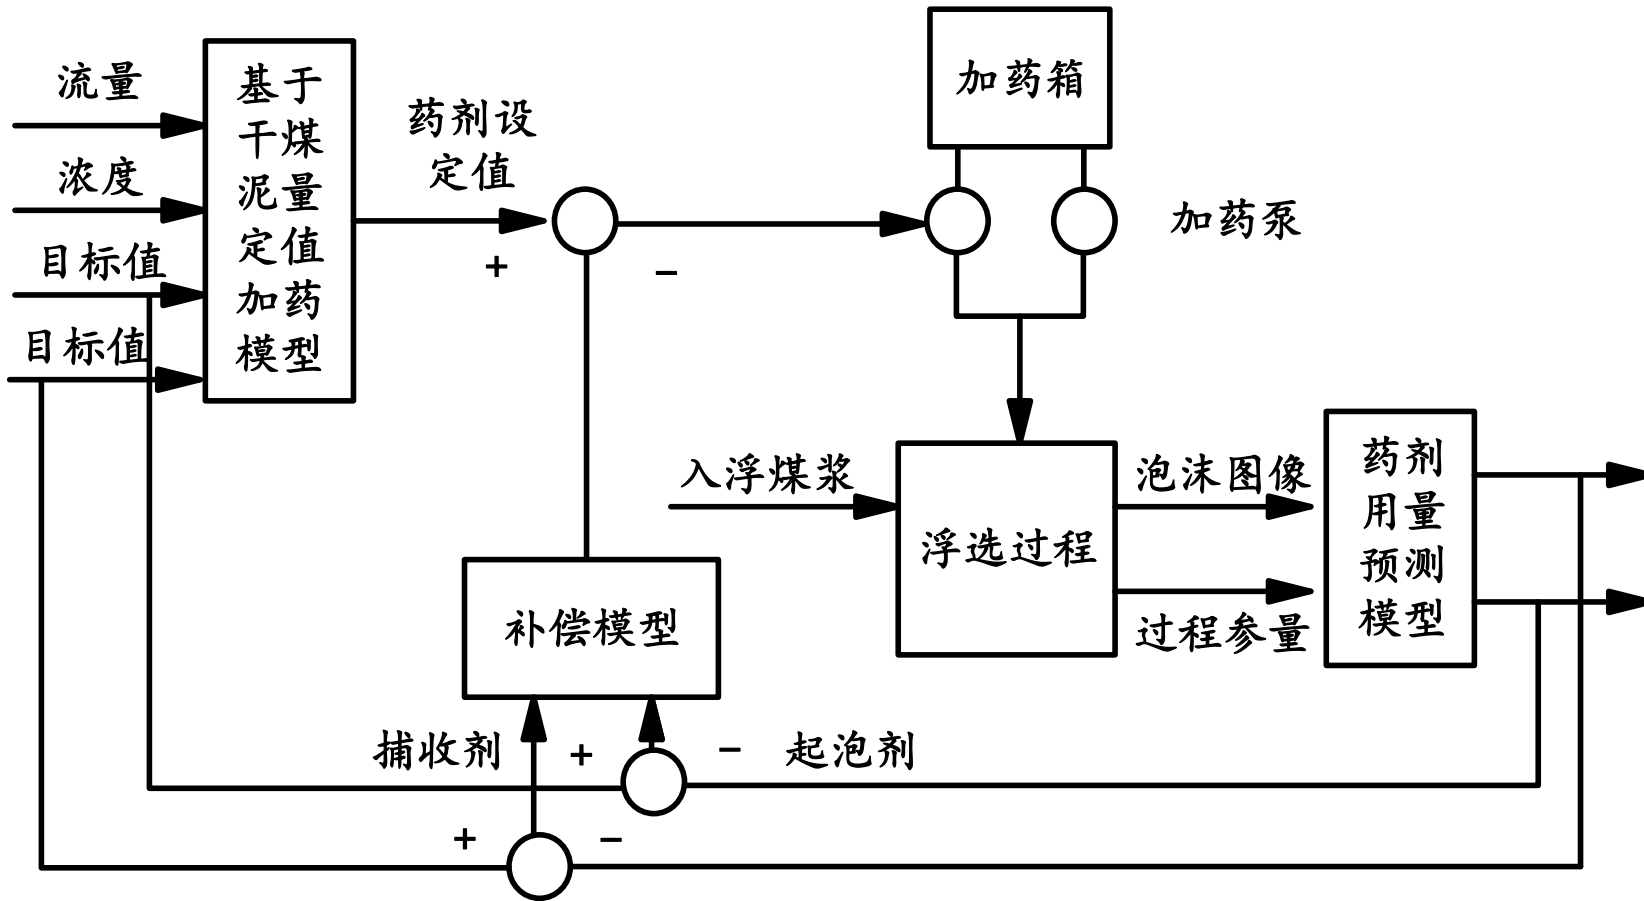 流量
浓度
目标值
目标值
基于
干煤
泥量
定值
加药
模型
药剂设
定值
+
-
加药箱
加药泵
入浮煤浆
浮选过程
泡沫图像
过程参量
药剂
用量
预测
模型
补偿模型
捕收剂
+
-
起泡剂
+
-